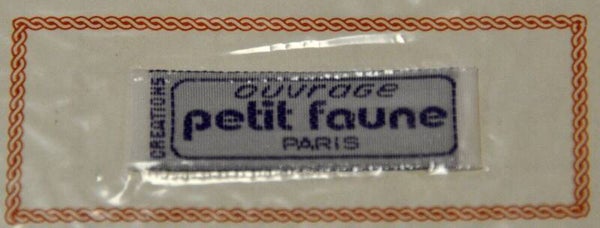 CREATIONS
ouvrage
petit faune
PARIS